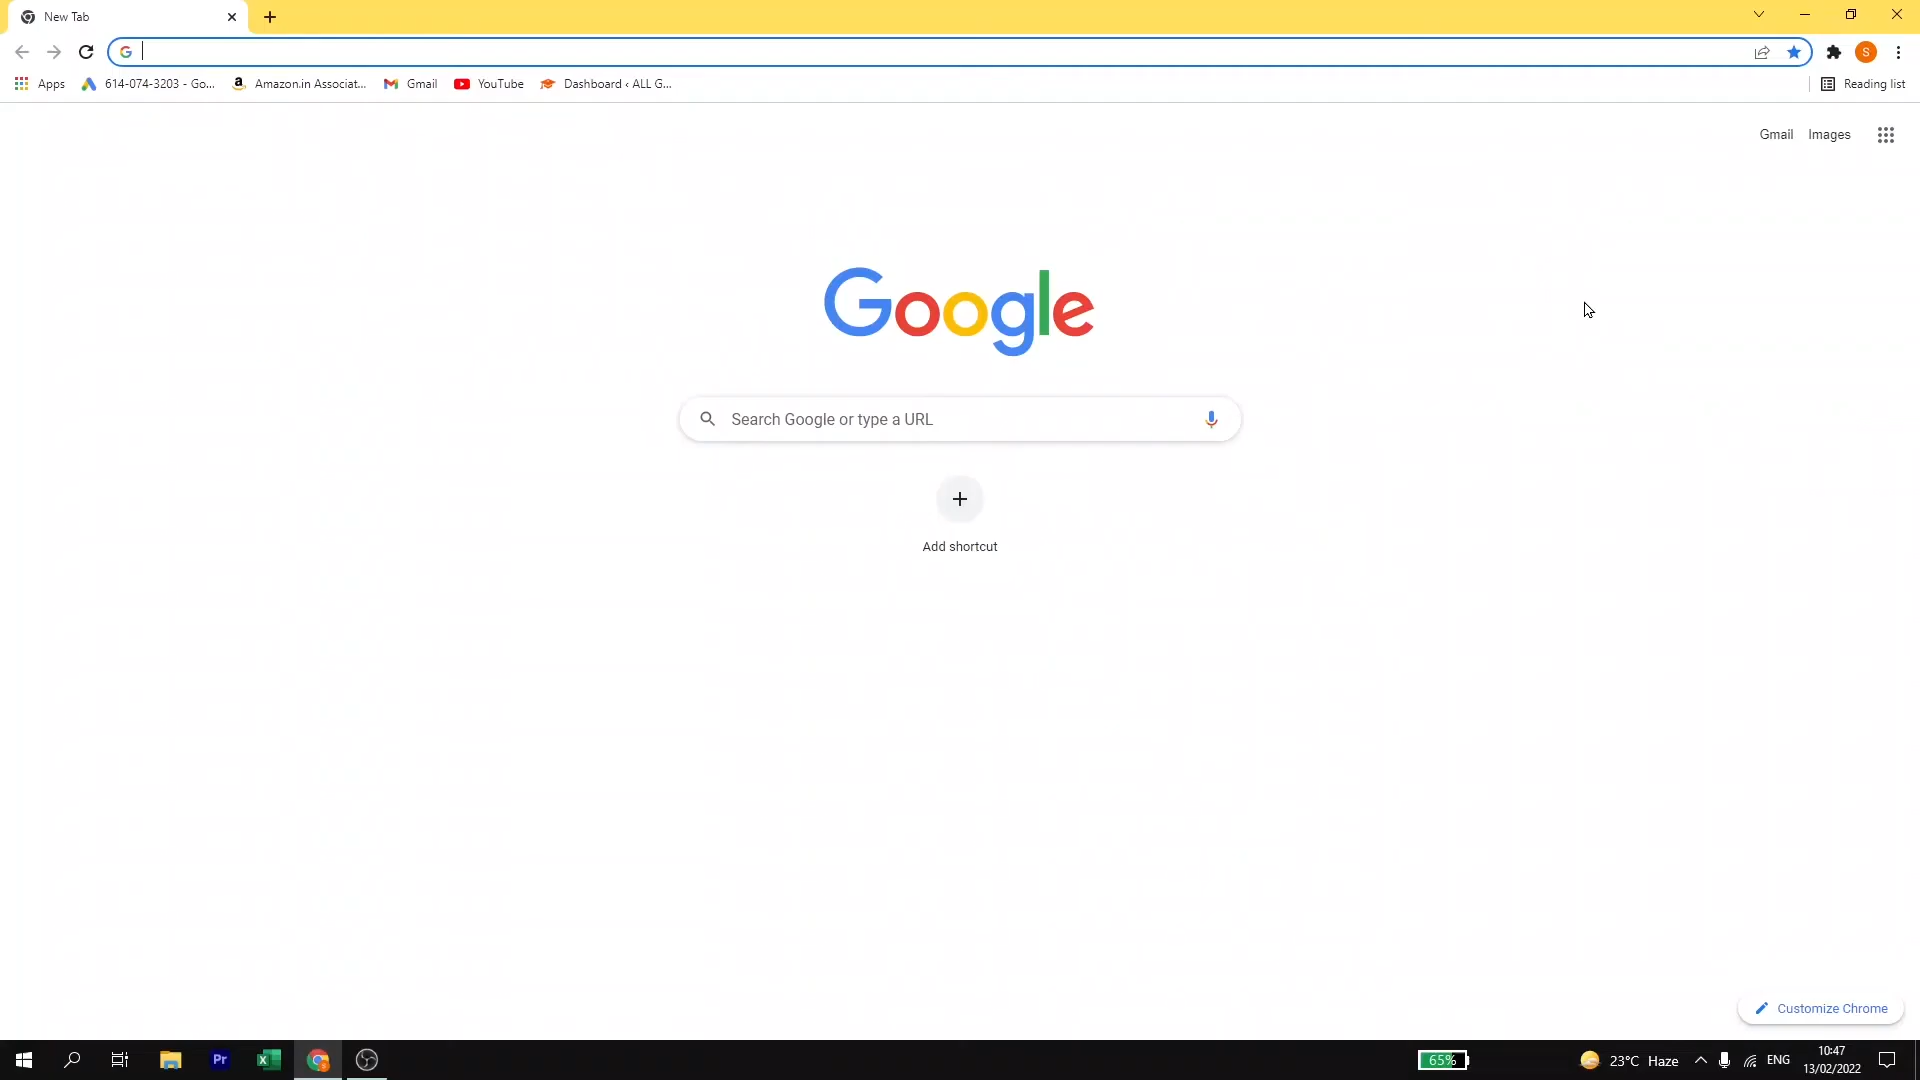 New Tab
Apps 614-074-3203 - Go... Amazon.in Associat... Gmail YouTube Dashboard ‹ ALL G... Reading list
Gmail Images
Google
Search Google or type a URL
Add shortcut
Customize Chrome
65% 23°C Haze ENG 10:47
13/02/2022